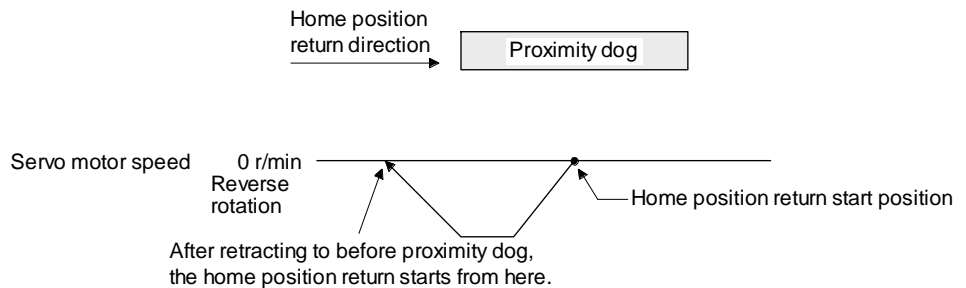 Home position
return direction
Proximity dog
Servo motor speed
0 r/min
Reverse
rotation
Home position return start position
After retracting to before proximity dog,
the home position return starts from here.